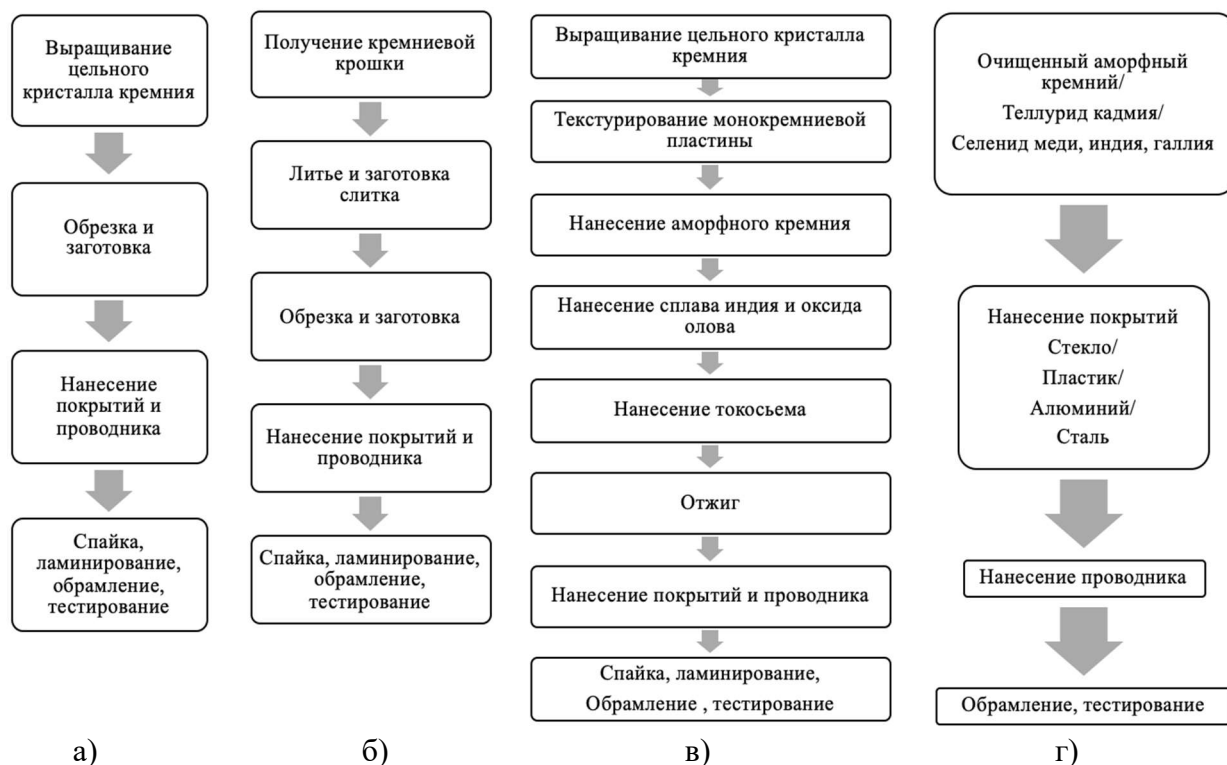 Выращивание
цельного
кристалла кремния
Обрезка и
заготовка
Нанесение
покрытий и
проводника
Спайка,
ламинирование,
обрамление,
тестирование
а)
Получение кремниевой
крошки
Литье и заготовка
слитка
Обрезка и заготовка
Нанесение покрытий и
проводника
Спайка, ламинирование,
обрамление,
тестирование
б)
Выращивание цельного кристалла
кремния
Текстурирование монокремниевой
пластины
Нанесение аморфного кремния
Нанесение сплава индия и оксида
олова
Нанесение токосьема
Отжиг
Нанесение покрытий и проводника
Спайка, ламинирование,
Обрамление , тестирование
в)
Очищенный аморфный
кремний/
Теллурид кадмия/
Селенид меди, индия, галлия
Нанесение покрытий
Стекло/
Пластик/
Алюминий/
Сталь
Нанесение проводника
Обрамление, тестирование
г)